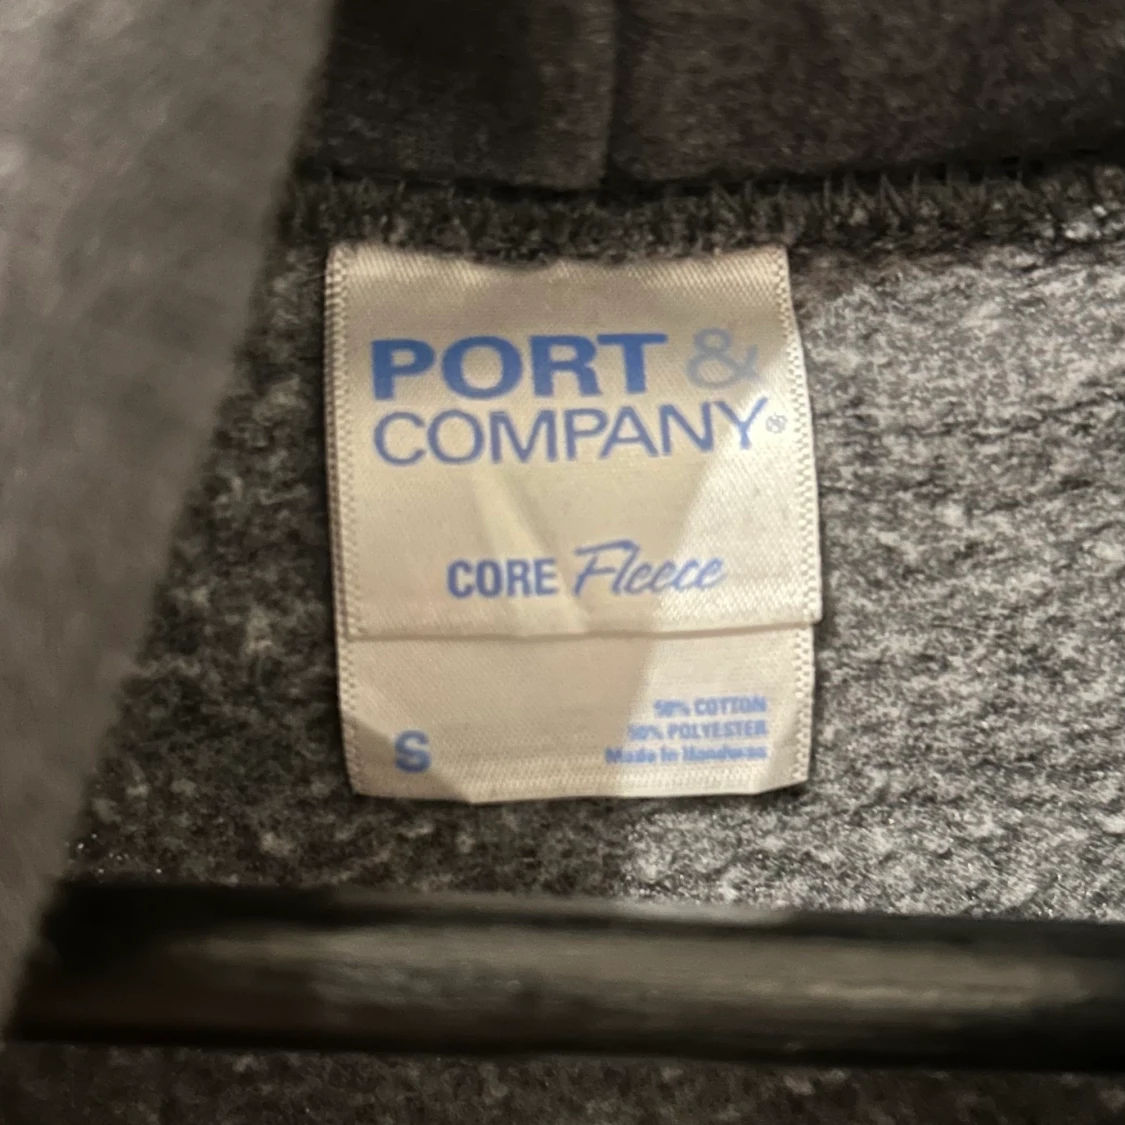 PORT &
COMPANY®
CORE Fleece
S
50% COTTON
50% POLYESTER
Made In Honduras